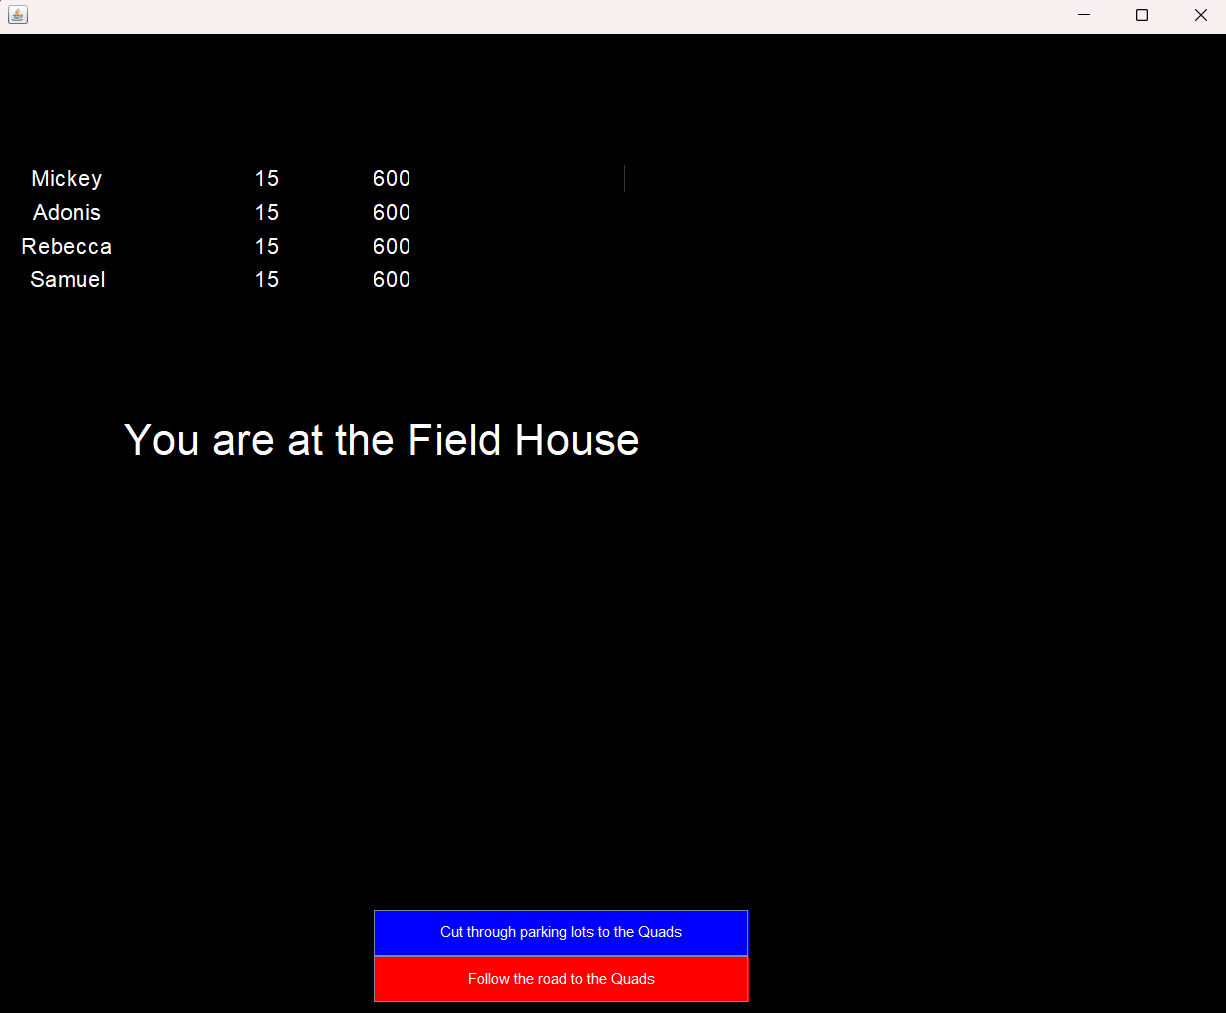 Mickey 15 600
Adonis 15 600
Rebecca 15 600
Samuel 15 600
You are at the Field House
Cut through parking lots to the Quads
Follow the road to the Quads